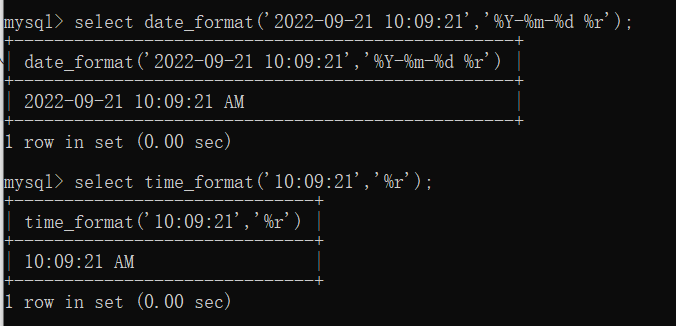 mysql> select date_format('2022-09-21 10:09:21','%Y-%m-%d %r');
+--------------------------------------------------+
| date_format('2022-09-21 10:09:21','%Y-%m-%d %r') |
+--------------------------------------------------+
| 2022-09-21 10:09:21 AM                           |
+--------------------------------------------------+
1 row in set (0.00 sec)
mysql> select time_format('10:09:21','%r');
+------------------------------+
| time_format('10:09:21','%r') |
+------------------------------+
| 10:09:21 AM                  |
+------------------------------+
1 row in set (0.00 sec)